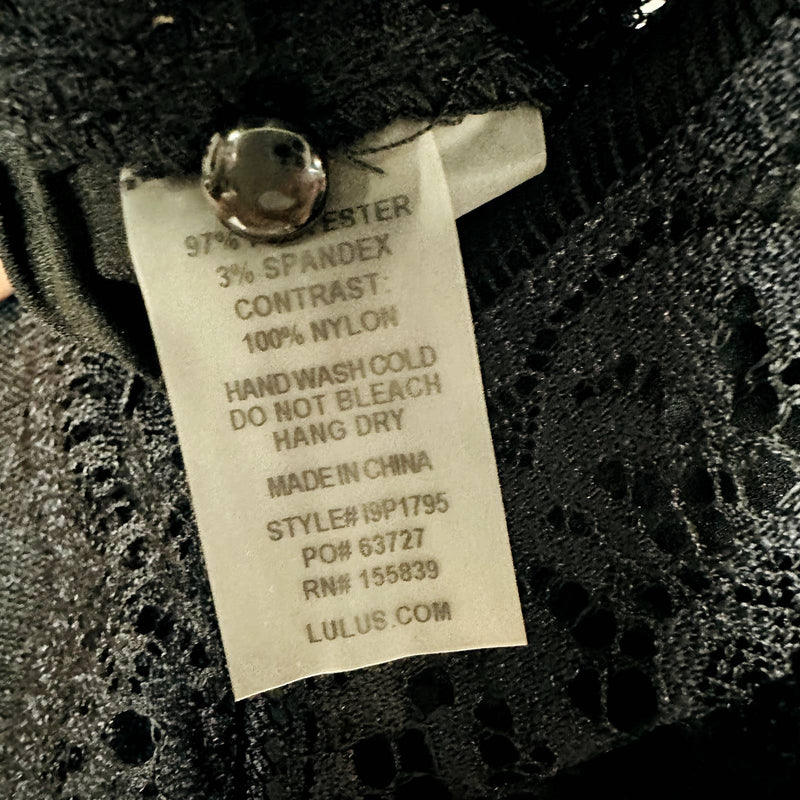 97% POLYESTER
3% SPANDEX
CONTRAST:
100% NYLON
HAND WASH COLD
DO NOT BLEACH
HANG DRY
MADE IN CHINA
STYLE# I9P1795
PO# 63727
RN# 155839
LULUS.COM